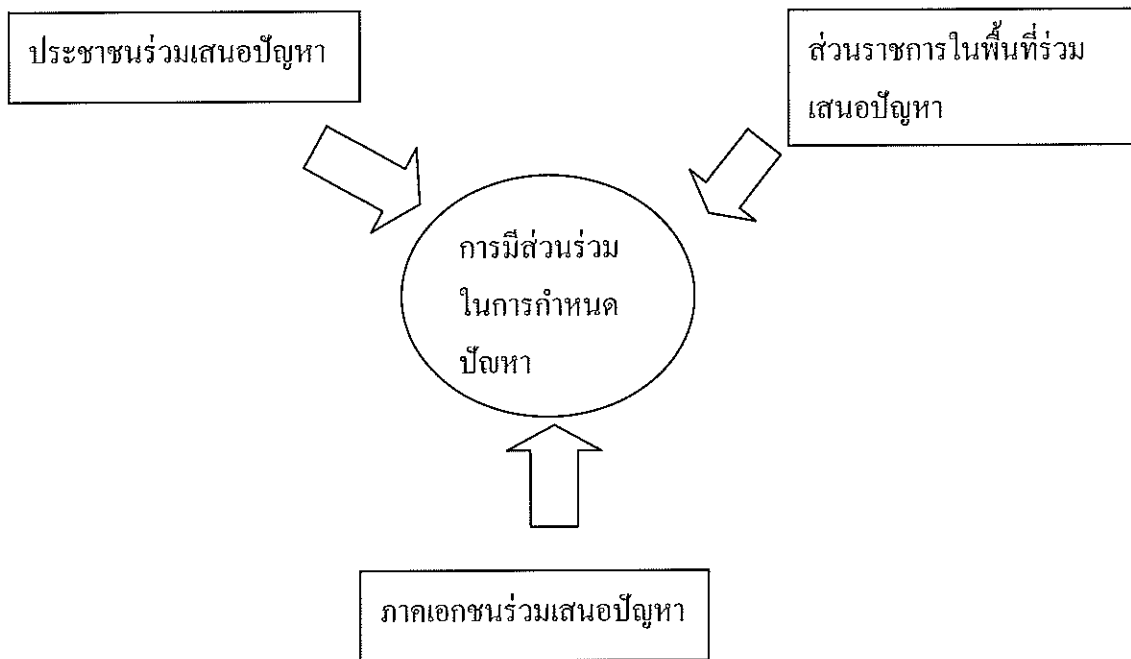 ประชาชนร่วมเสนอปัญหา
ส่วนราชการในพื้นที่ร่วม
เสนอปัญหา
การมีส่วนร่วม
ในการกำหนด
ปัญหา
ภาคเอกชนร่วมเสนอปัญหา